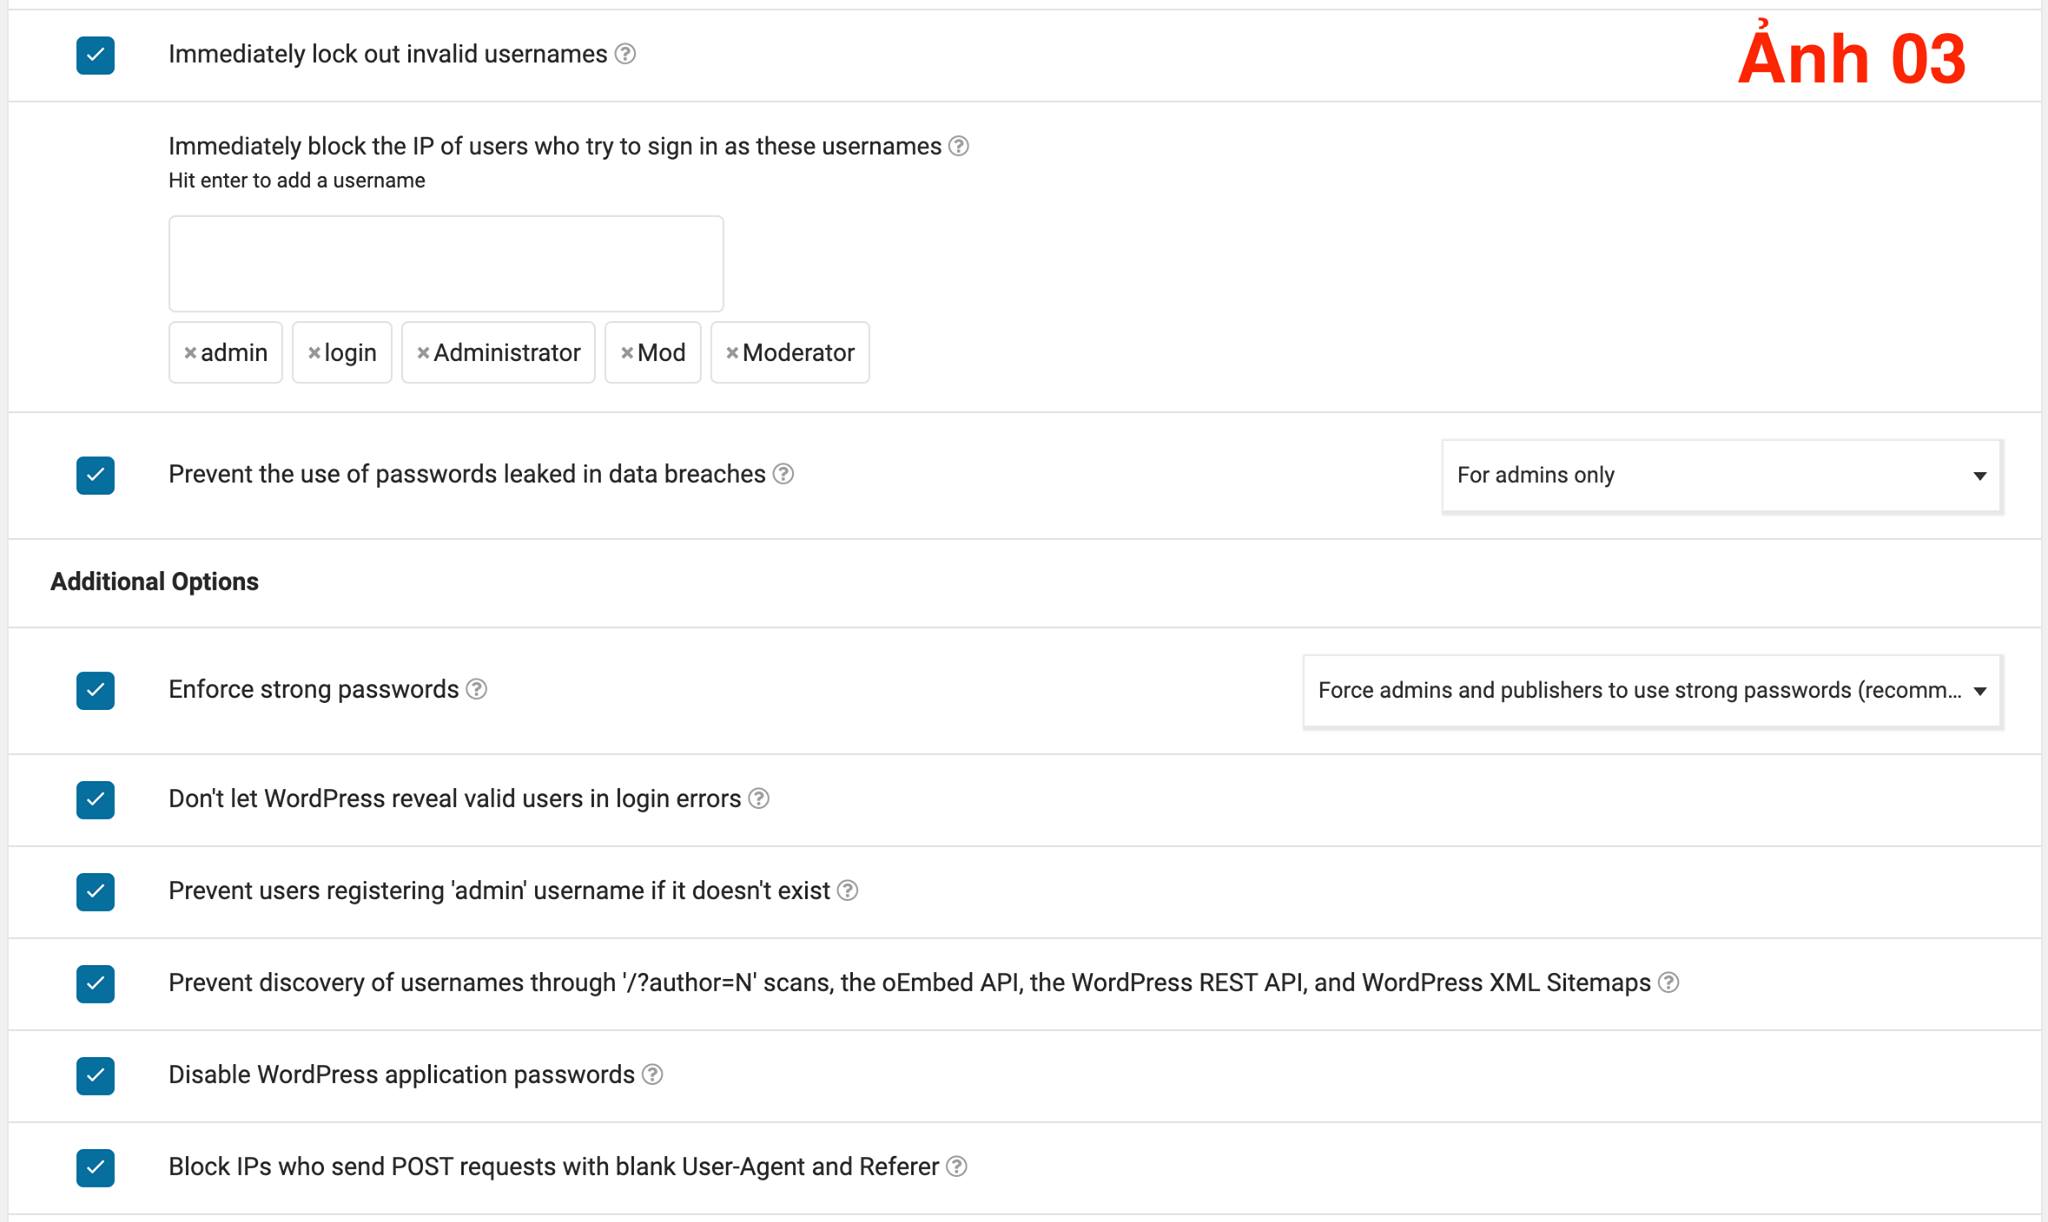 Immediately lock out invalid usernames
Ảnh 03
Immediately block the IP of users who try to sign in as these usernames
Hit enter to add a username
×admin ×login ×Administrator ×Mod ×Moderator
Prevent the use of passwords leaked in data breaches
For admins only
Additional Options
Enforce strong passwords
Force admins and publishers to use strong passwords (recomm...
Don't let WordPress reveal valid users in login errors
Prevent users registering 'admin' username if it doesn't exist
Prevent discovery of usernames through '/?author=N' scans, the oEmbed API, the WordPress REST API, and WordPress XML Sitemaps
Disable WordPress application passwords
Block IPs who send POST requests with blank User-Agent and Referer